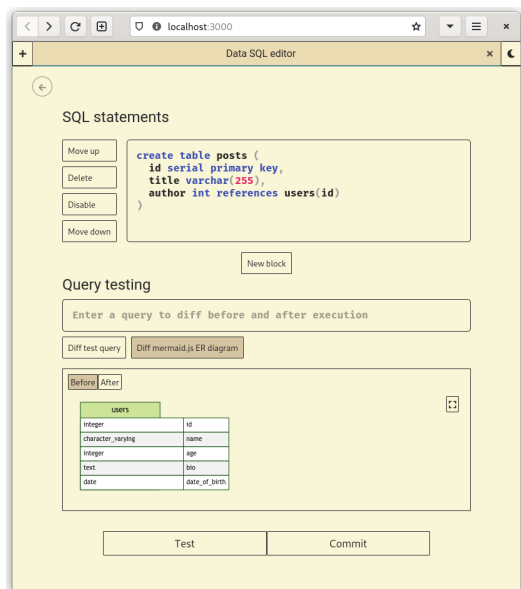 localhost:3000
+ Data SQL editor ×
SQL statements
Move up
Delete
Disable
Move down
create table posts (
id serial primary key,
title varchar(255),
author int references users(id)
)
New block
Query testing
Enter a query to diff before and after execution
Diff test query Diff mermaid.js ER diagram
Before After
users
integer id
character_varying name
integer age
text bio
date date_of_birth
Test Commit